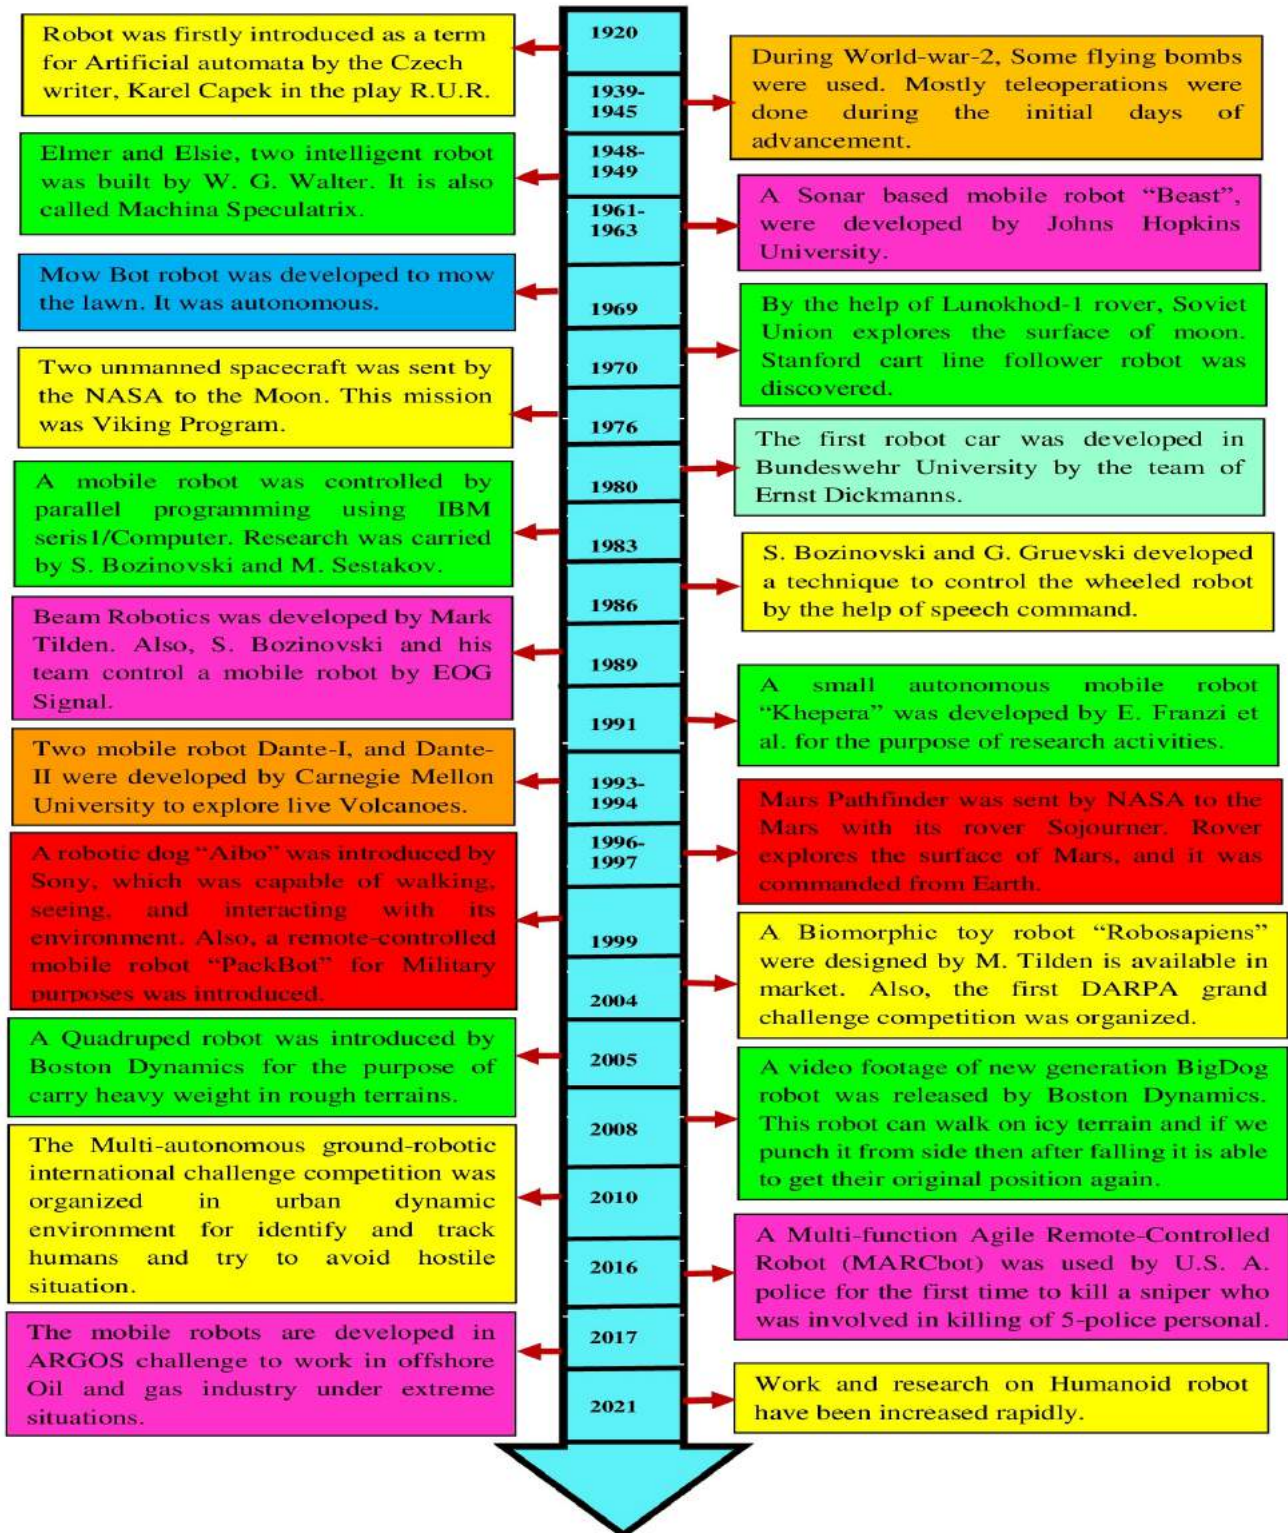 1920
Robot was firstly introduced as a term
for Artificial automata by the Czech
writer, Karel Capek in the play R.U.R.
1939-
1945
During World-war-2, Some flying bombs
were used. Mostly teleoperations were
done during the initial days of
advancement.
1948-
1949
Elmer and Elsie, two intelligent robot
was built by W. G. Walter. It is also
called Machina Speculatrix.
1961-
1963
A Sonar based mobile robot “Beast”,
were developed by Johns Hopkins
University.
1969
Mow Bot robot was developed to mow
the lawn. It was autonomous.
1970
By the help of Lunokhod-1 rover, Soviet
Union explores the surface of moon.
Stanford cart line follower robot was
discovered.
1976
Two unmanned spacecraft was sent by
the NASA to the Moon. This mission
was Viking Program.
1980
The first robot car was developed in
Bundeswehr University by the team of
Ernst Dickmanns.
1983
A mobile robot was controlled by
parallel programming using IBM
seris1/Computer. Research was carried
by S. Bozinovski and M. Sestakov.
1986
S. Bozinovski and G. Gruevski developed
a technique to control the wheeled robot
by the help of speech command.
1989
Beam Robotics was developed by Mark
Tilden. Also, S. Bozinovski and his
team control a mobile robot by EOG
Signal.
1991
A small autonomous mobile robot
“Khepera” was developed by E. Franzi et
al. for the purpose of research activities.
1993-
1994
Two mobile robot Dante-I, and Dante-
II were developed by Carnegie Mellon
University to explore live Volcanoes.
1996-
1997
Mars Pathfinder was sent by NASA to the
Mars with its rover Sojourner. Rover
explores the surface of Mars, and it was
commanded from Earth.
1999
A robotic dog “Aibo” was introduced by
Sony, which was capable of walking,
seeing, and interacting with its
environment. Also, a remote-controlled
mobile robot “PackBot” for Military
purposes was introduced.
2004
A Biomorphic toy robot “Robosapiens”
were designed by M. Tilden is available in
market. Also, the first DARPA grand
challenge competition was organized.
2005
A Quadruped robot was introduced by
Boston Dynamics for the purpose of
carry heavy weight in rough terrains.
2008
A video footage of new generation BigDog
robot was released by Boston Dynamics.
This robot can walk on icy terrain and if we
punch it from side then after falling it is able
to get their original position again.
2010
The Multi-autonomous ground-robotic
international challenge competition was
organized in urban dynamic
environment for identify and track
humans and try to avoid hostile
situation.
2016
A Multi-function Agile Remote-Controlled
Robot (MARCbot) was used by U.S. A.
police for the first time to kill a sniper who
was involved in killing of 5-police personal.
2017
The mobile robots are developed in
ARGOS challenge to work in offshore
Oil and gas industry under extreme
situations.
2021
Work and research on Humanoid robot
have been increased rapidly.